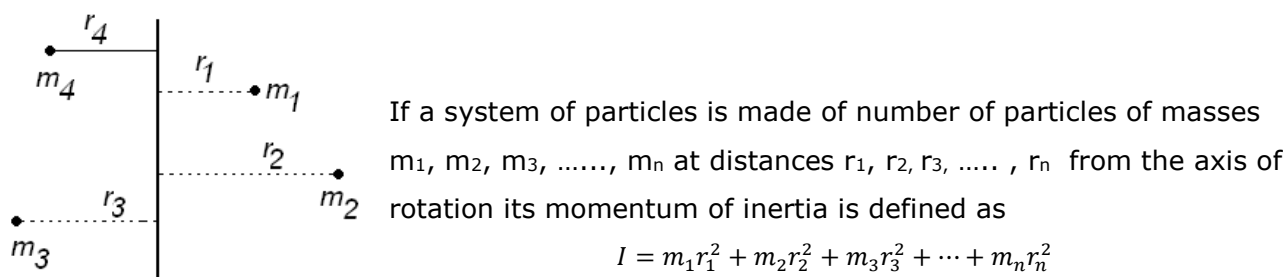 r₄
m₄
r₁
m₁
r₂
m₂
r₃
m₃
If a system of particles is made of number of particles of masses
m₁, m₂, m₃, ……, mₙ at distances r₁, r₂, r₃, ….. , rₙ from the axis of
rotation its momentum of inertia is defined as
I = m₁r₁² + m₂r₂² + m₃r₃² + ⋯ + mₙrₙ²